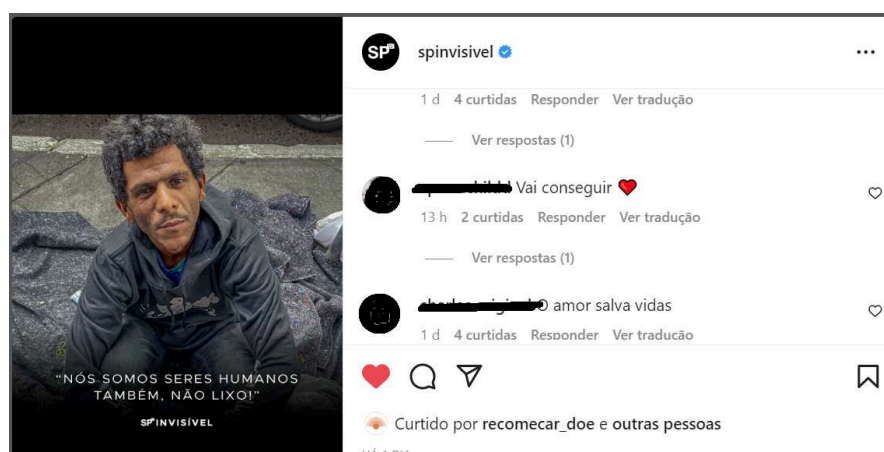 SP
spinvisivel
1 d 4 curtidas Responder Ver tradução
Ver respostas (1)
Vai conseguir
13 h 2 curtidas Responder Ver tradução
Ver respostas (1)
O amor salva vidas
1 d 4 curtidas Responder Ver tradução
Curtido por recomecar_doe e outras pessoas
"NÓS SOMOS SERES HUMANOS
TAMBÉM, NÃO LIXO!"
SPINVISÍVEL